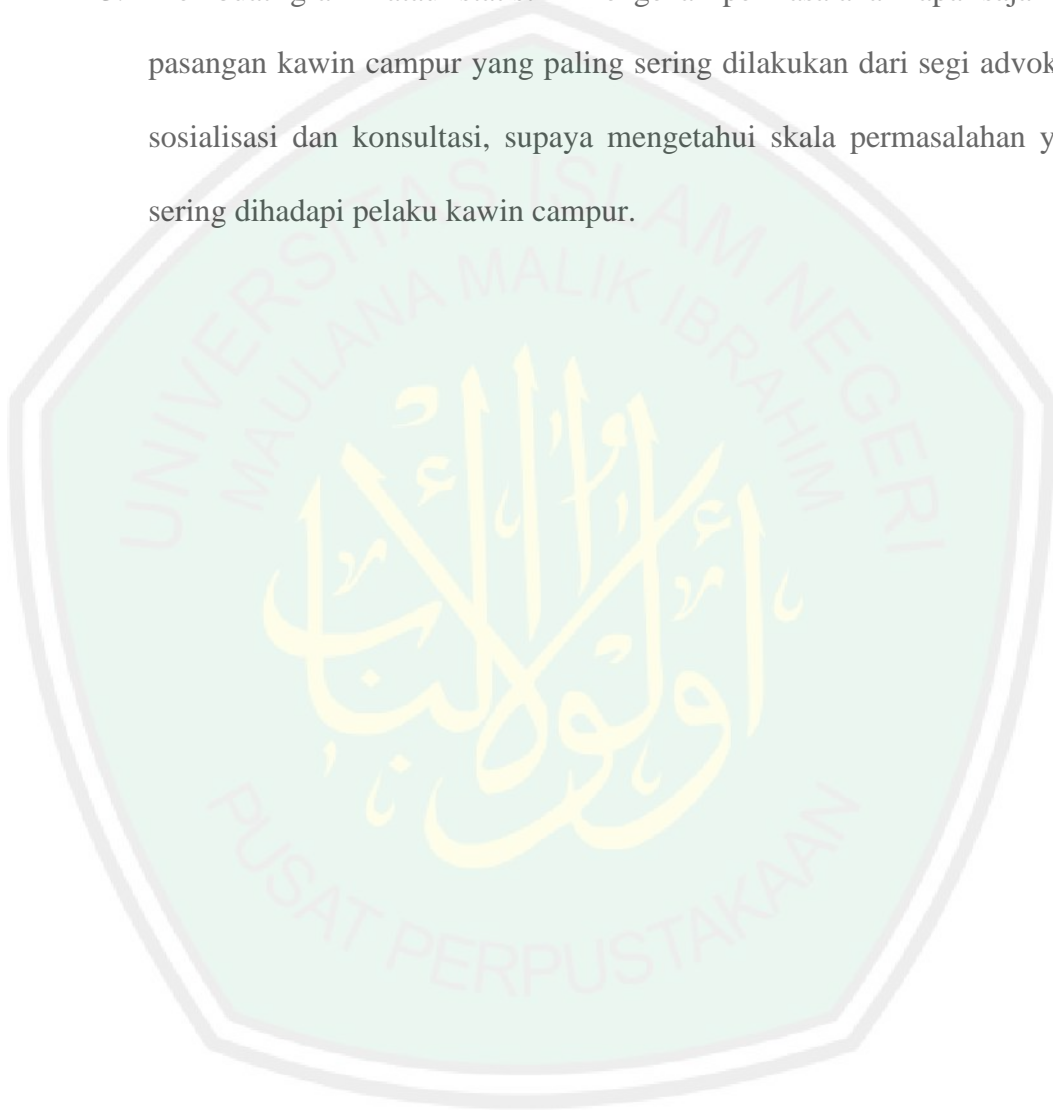 pasangan kawin campur yang paling sering dilakukan dari segi advok
sosialisasi dan konsultasi, supaya mengetahui skala permasalahan y
sering dihadapi pelaku kawin campur.
UNIVERSITAS ISLAM NEGERI
MAULANA MALIK IBRAHIM
أولوا الألباب
PUSAT PERPUSTAKAAN